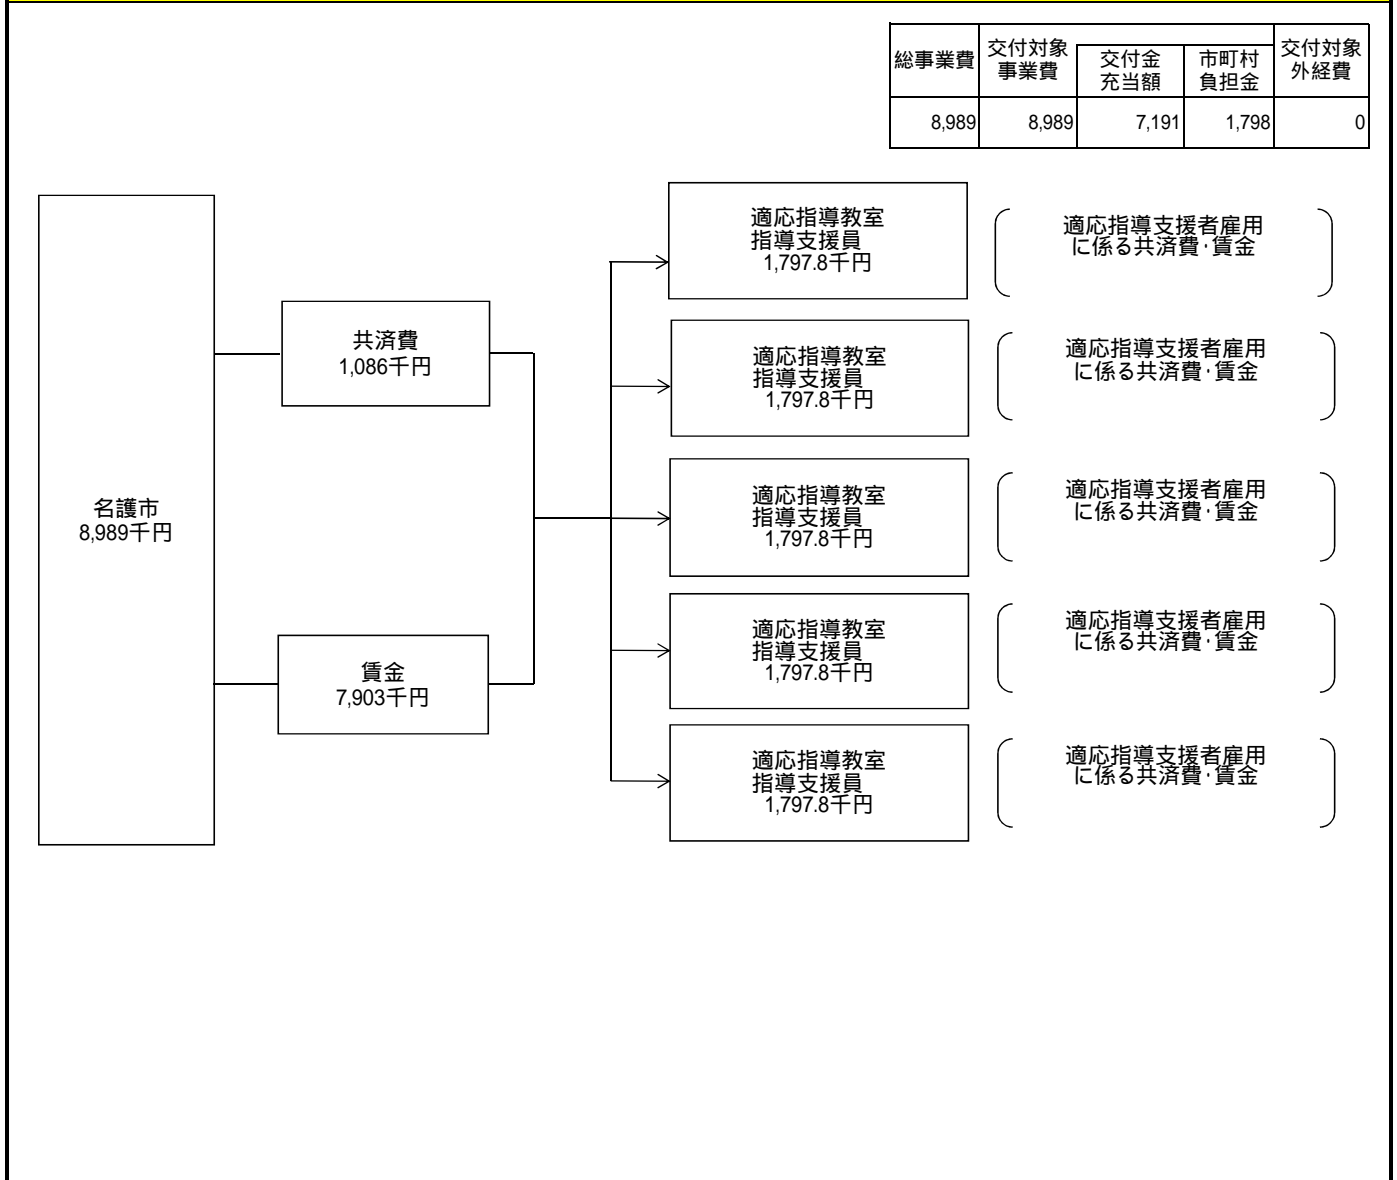 総事業費
交付対象
事業費
交付金
充当額
市町村
負担金
交付対象
外経費
8,989
8,989
7,191
1,798
0
名護市
8,989千円
共済費
1,086千円
賃金
7,903千円
適応指導教室
指導支援員
1,797.8千円
適応指導支援者雇用
に係る共済費・賃金
適応指導教室
指導支援員
1,797.8千円
適応指導支援者雇用
に係る共済費・賃金
適応指導教室
指導支援員
1,797.8千円
適応指導支援者雇用
に係る共済費・賃金
適応指導教室
指導支援員
1,797.8千円
適応指導支援者雇用
に係る共済費・賃金
適応指導教室
指導支援員
1,797.8千円
適応指導支援者雇用
に係る共済費・賃金